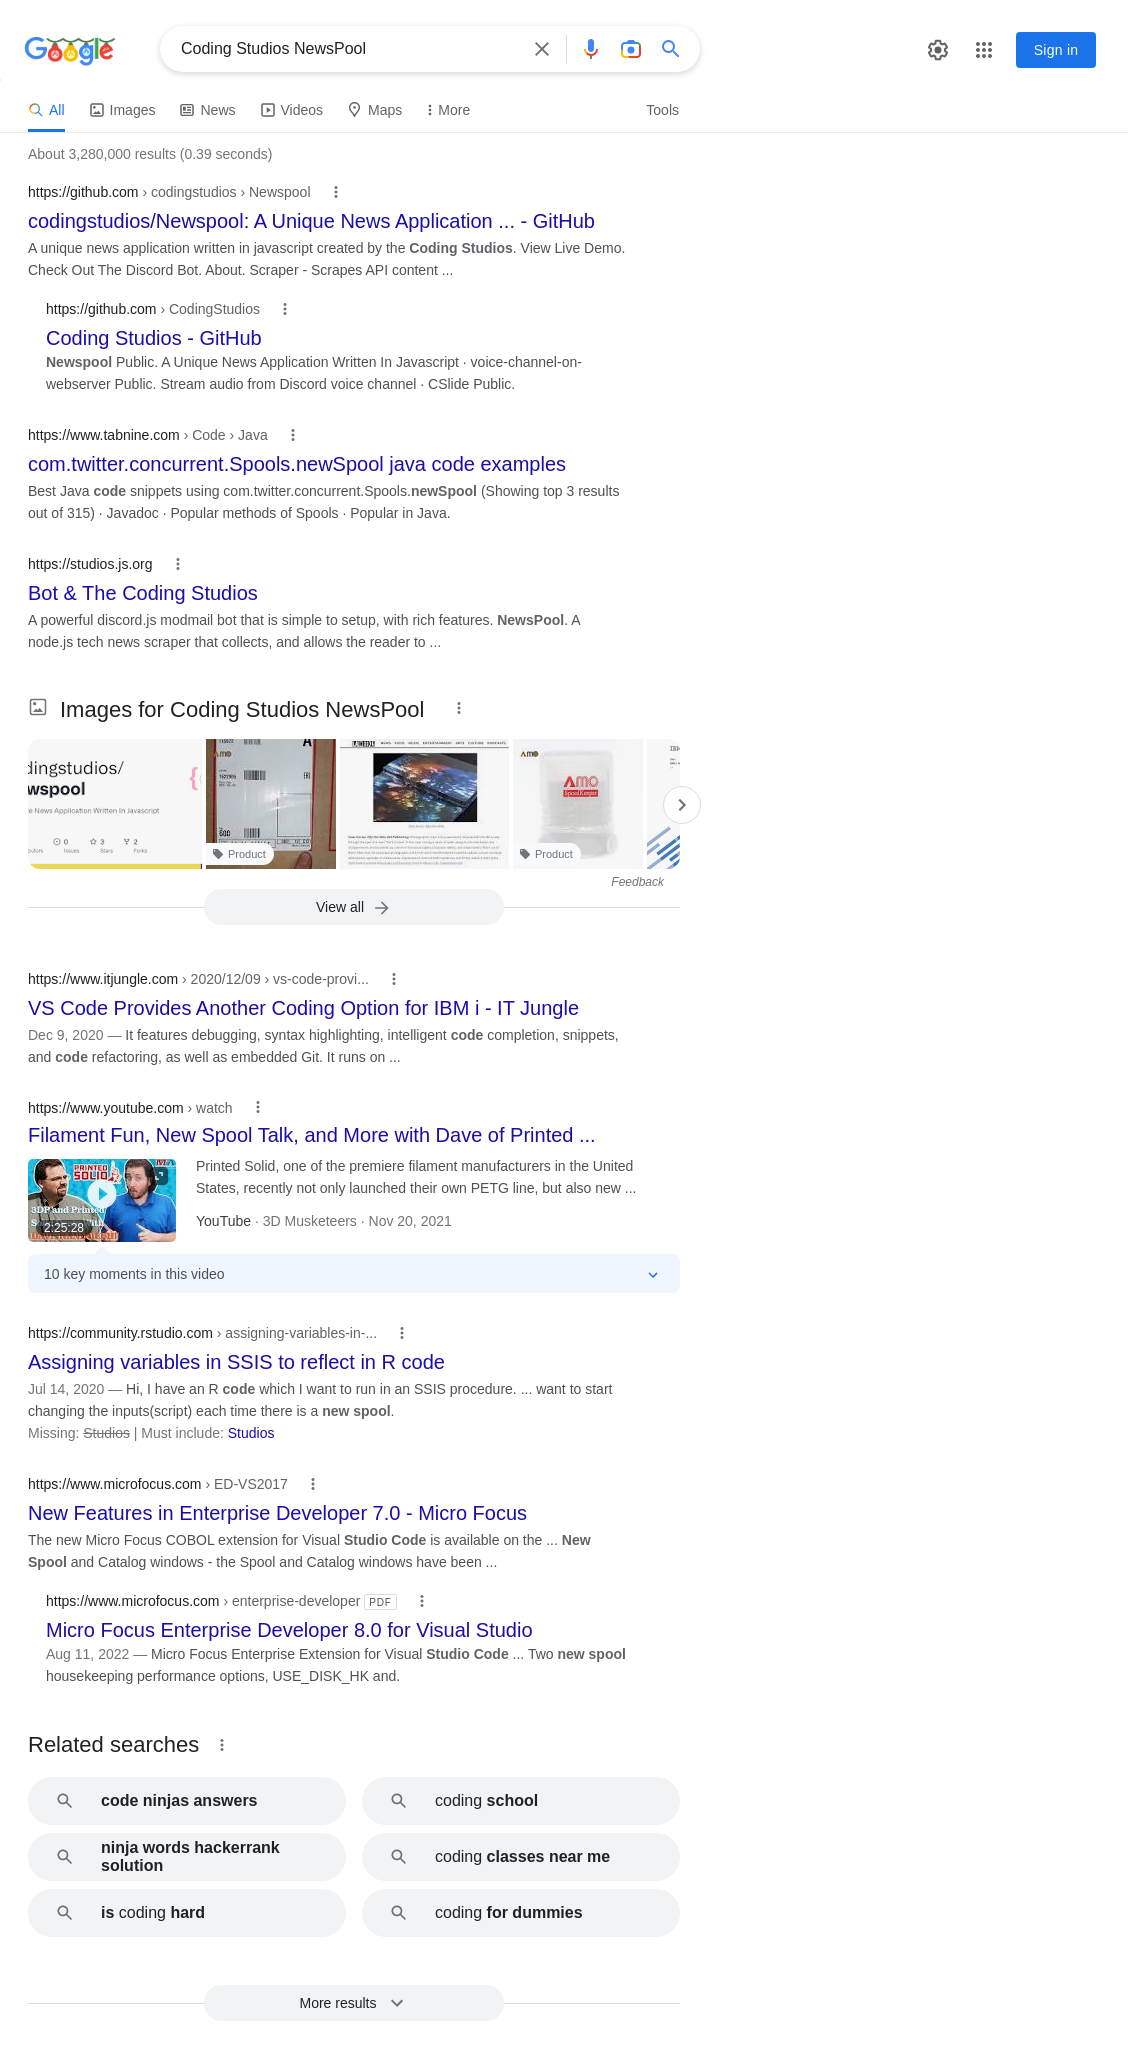 Google
Coding Studios NewsPool
Sign in
All
Images
News
Videos
Maps
More
Tools
About 3,280,000 results (0.39 seconds)
https://github.com › codingstudios › Newspool
codingstudios/Newspool: A Unique News Application ... - GitHub
A unique news application written in javascript created by the Coding Studios. View Live Demo.
Check Out The Discord Bot. About. Scraper - Scrapes API content ...
https://github.com › CodingStudios
Coding Studios - GitHub
Newspool Public. A Unique News Application Written In Javascript · voice-channel-on-
webserver Public. Stream audio from Discord voice channel · CSlide Public.
https://www.tabnine.com › Code › Java
com.twitter.concurrent.Spools.newSpool java code examples
Best Java code snippets using com.twitter.concurrent.Spools.newSpool (Showing top 3 results
out of 315) · Javadoc · Popular methods of Spools · Popular in Java.
https://studios.js.org
Bot & The Coding Studios
A powerful discord.js modmail bot that is simple to setup, with rich features. NewsPool. A
node.js tech news scraper that collects, and allows the reader to ...
Images for Coding Studios NewsPool
dingstudios/
wspool
e News Application Written In Javascript
0
3
2
Issues
Stars
Forks
AMO
Product
AMO
AMO
SpoolKeeper
Product
Feedback
View all
https://www.itjungle.com › 2020/12/09 › vs-code-provi...
VS Code Provides Another Coding Option for IBM i - IT Jungle
Dec 9, 2020 — It features debugging, syntax highlighting, intelligent code completion, snippets,
and code refactoring, as well as embedded Git. It runs on ...
https://www.youtube.com › watch
Filament Fun, New Spool Talk, and More with Dave of Printed ...
PRINTED
SOLID
3DP and Printed
2:25:28
Printed Solid, one of the premiere filament manufacturers in the United
States, recently not only launched their own PETG line, but also new ...
YouTube · 3D Musketeers · Nov 20, 2021
10 key moments in this video
https://community.rstudio.com › assigning-variables-in-...
Assigning variables in SSIS to reflect in R code
Jul 14, 2020 — Hi, I have an R code which I want to run in an SSIS procedure. ... want to start
changing the inputs(script) each time there is a new spool.
Missing: Studios | Must include: Studios
https://www.microfocus.com › ED-VS2017
New Features in Enterprise Developer 7.0 - Micro Focus
The new Micro Focus COBOL extension for Visual Studio Code is available on the ... New
Spool and Catalog windows - the Spool and Catalog windows have been ...
https://www.microfocus.com › enterprise-developer PDF
Micro Focus Enterprise Developer 8.0 for Visual Studio
Aug 11, 2022 — Micro Focus Enterprise Extension for Visual Studio Code ... Two new spool
housekeeping performance options, USE_DISK_HK and.
Related searches
code ninjas answers
coding school
ninja words hackerrank
solution
coding classes near me
is coding hard
coding for dummies
More results